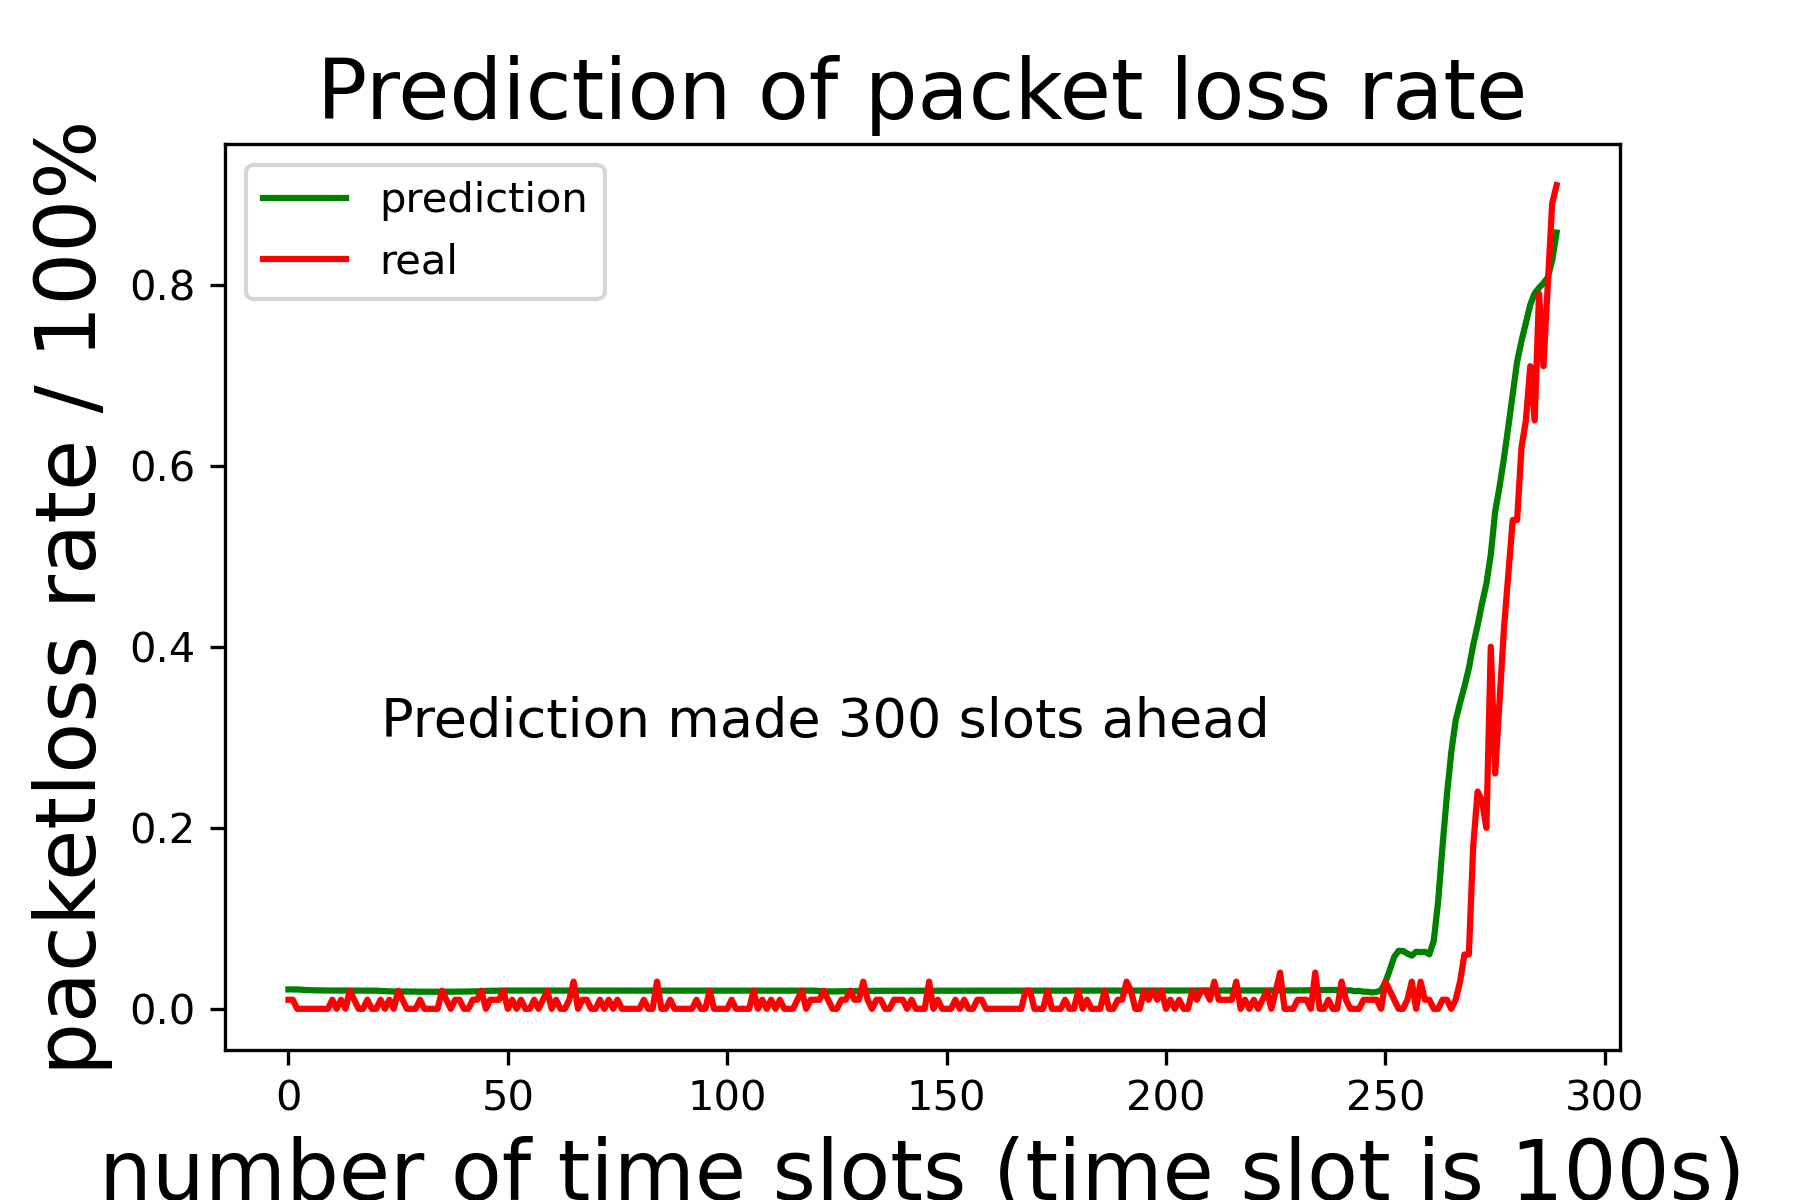 Prediction of packet loss rate
packetloss rate / 100%
prediction
real
0.8
0.6
0.4
0.2
0.0
Prediction made 300 slots ahead
0 50 100 150 200 250 300
number of time slots (time slot is 100s)